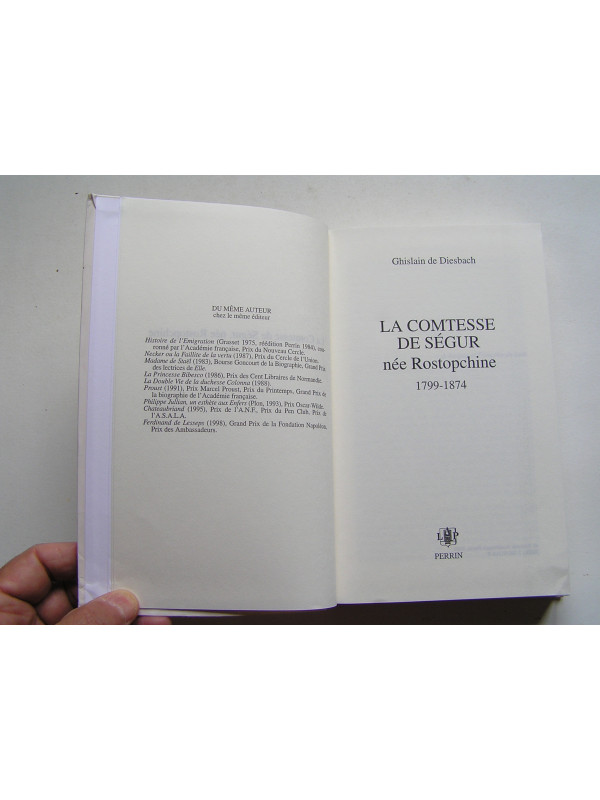 DU MÊME AUTEUR
chez le même éditeur
Histoire de l'Émigration (Grasset 1975, réédition Perrin 1984), cou-
ronné par l'Académie française, Prix du Nouveau Cercle.
Necker ou la Faillite de la vertu (1987), Prix du Cercle de l'Union.
Madame de Staël (1983), Bourse Goncourt de la Biographie, Grand Prix
des lectrices de Elle.
La Princesse Bibesco (1986), Prix des Cent Libraires de Normandie.
La Double Vie de la duchesse Colonna (1988).
Proust (1991), Prix Marcel Proust, Prix du Printemps, Grand Prix de
la biographie de l'Académie française.
Philippe Jullian, un esthète aux Enfers (Plon, 1993), Prix Oscar-Wilde.
Chateaubriand (1995), Prix de l'A.N.F., Prix du Pen Club, Prix de
l'A.S.A.L.A.
Ferdinand de Lesseps (1998), Grand Prix de la Fondation Napoléon,
Prix des Ambassadeurs.
Ghislain de Diesbach
LA COMTESSE
DE SÉGUR
née Rostopchine
1799-1874
PERRIN